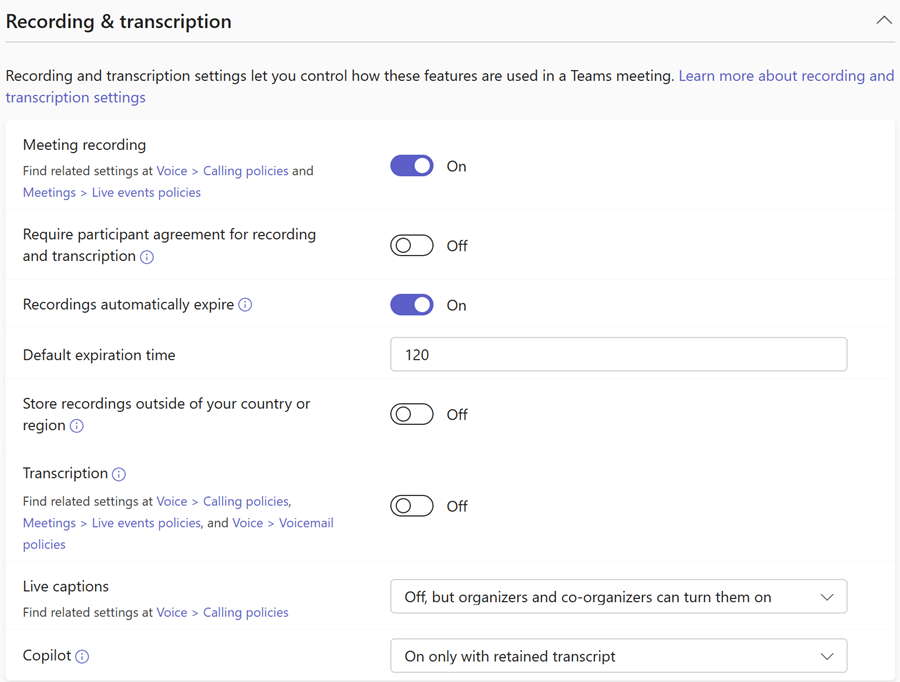 Recording & transcription
Recording and transcription settings let you control how these features are used in a Teams meeting. Learn more about recording and
transcription settings
Meeting recording
Find related settings at Voice > Calling policies and
Meetings > Live events policies
On
Require participant agreement for recording
and transcription
Off
Recordings automatically expire
On
Default expiration time
120
Store recordings outside of your country or
region
Off
Transcription
Find related settings at Voice > Calling policies,
Meetings > Live events policies, and Voice > Voicemail
policies
Off
Live captions
Find related settings at Voice > Calling policies
Off, but organizers and co-organizers can turn them on
Copilot
On only with retained transcript